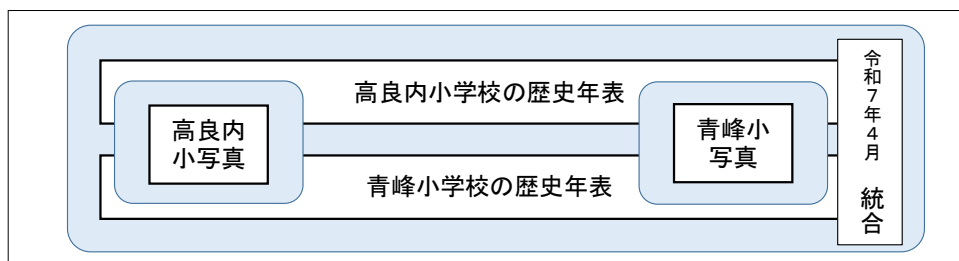 高良内小学校の歴史年表
高良内
小写真
青峰小
写真
青峰小学校の歴史年表
令和７年４月　統合